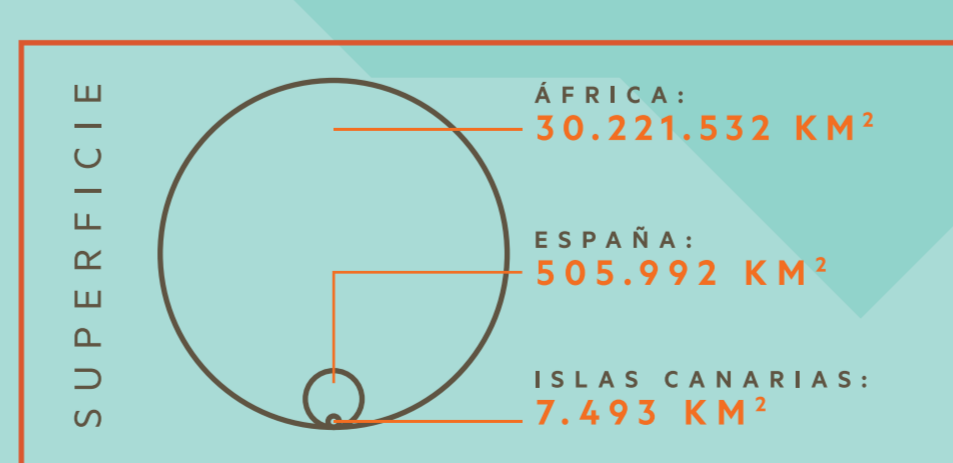 SUPERFICIE
ÁFRICA:
30.221.532 KM²
ESPAÑA:
505.992 KM²
ISLAS CANARIAS:
7.493 KM²